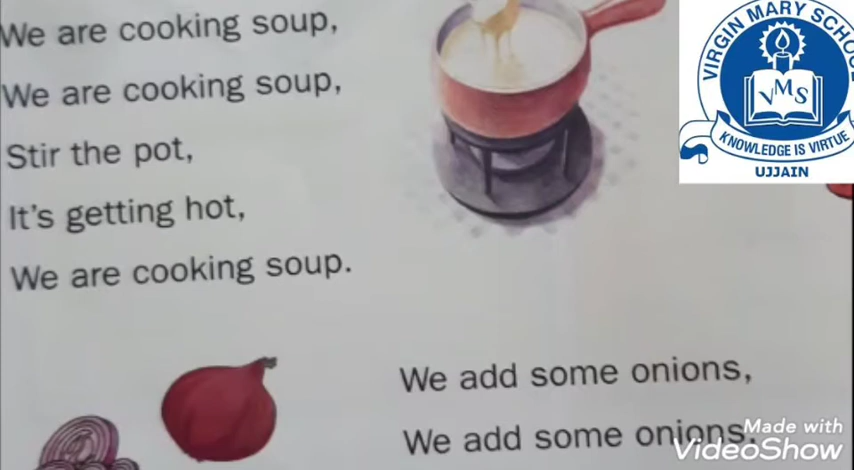 We are cooking soup,
We are cooking soup,
Stir the pot,
It's getting hot,
We are cooking soup.
We add some onions,
We add some onions,
VIRGIN MARY SCHOOL
VMS
KNOWLEDGE IS VIRTUE
UJJAIN
Made with
VideoShow